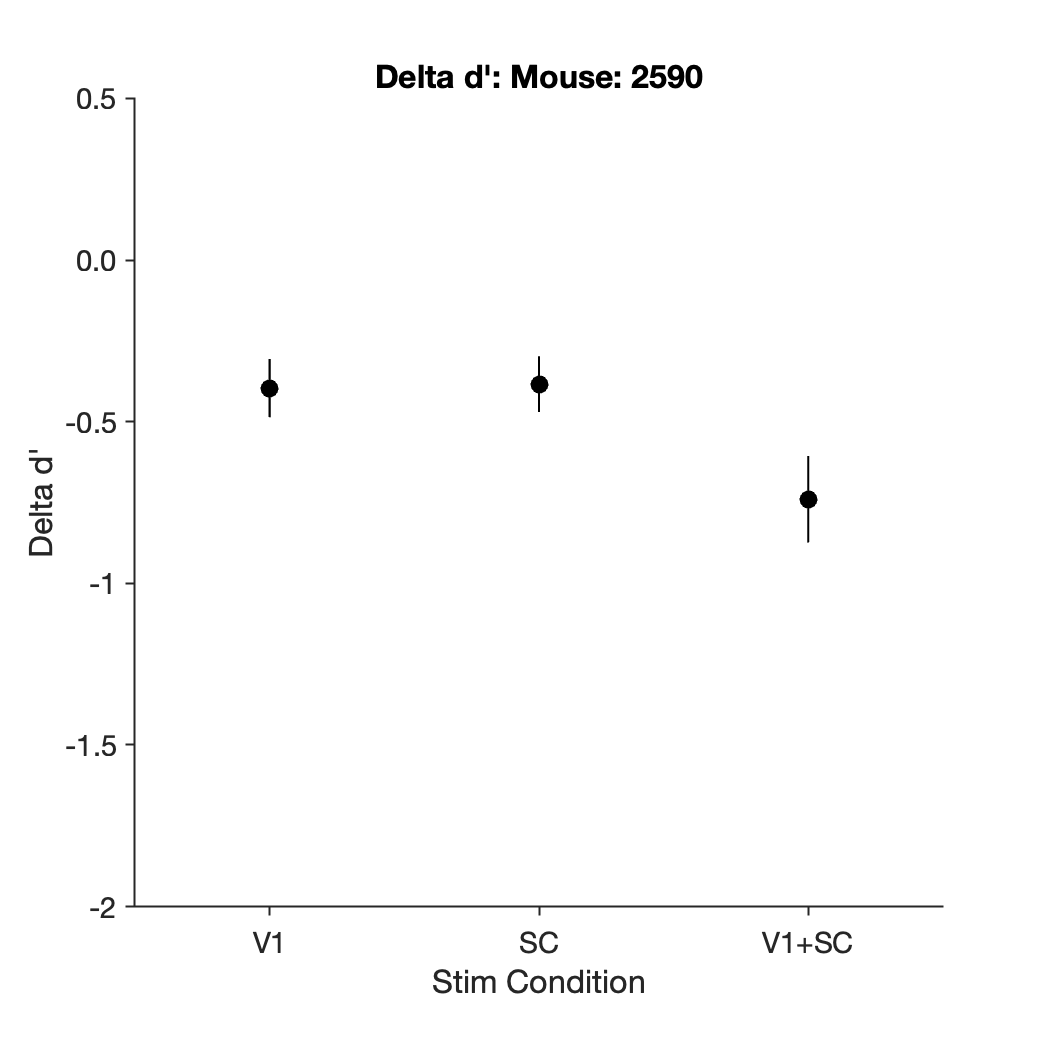 Delta d': Mouse: 2590
0.5
0.0
-0.5
-1
-1.5
-2
Delta d'
V1
SC
V1+SC
Stim Condition